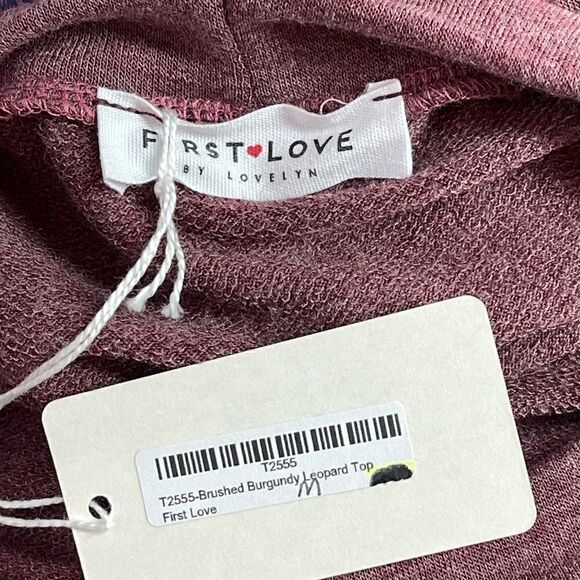 FIRST♥LOVE
BY LOVELYN
T2555
T2555-Brushed Burgundy Leopard Top
First Love
M